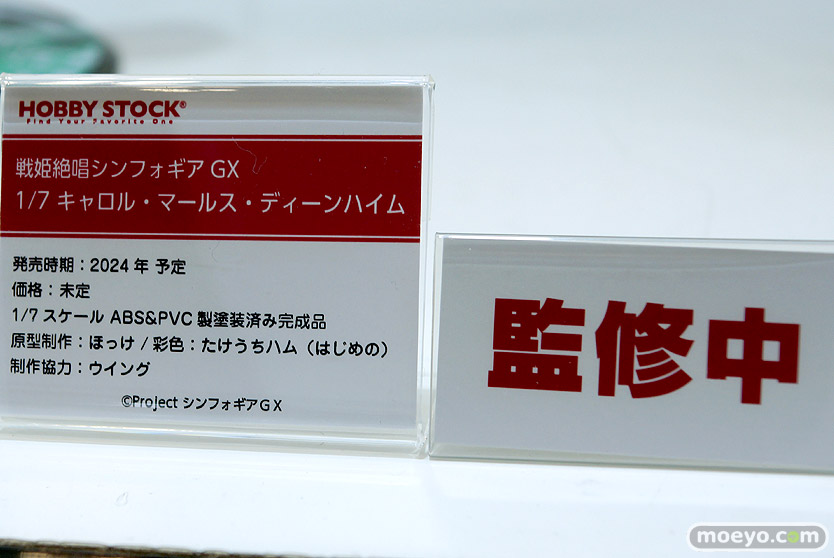 HOBBY STOCK®
Find Your Favorite One
戦姫絶唱シンフォギア GX
1/7 キャロル・マールス・ディーンハイム
発売時期：2024 年 予定
価格：未定
1/7 スケール ABS&PVC 製塗装済み完成品
原型制作：ほっけ / 彩色：たけうちハム（はじめの）
制作協力：ウイング
©Project シンフォギアＧＸ
監修中
moeyo.com